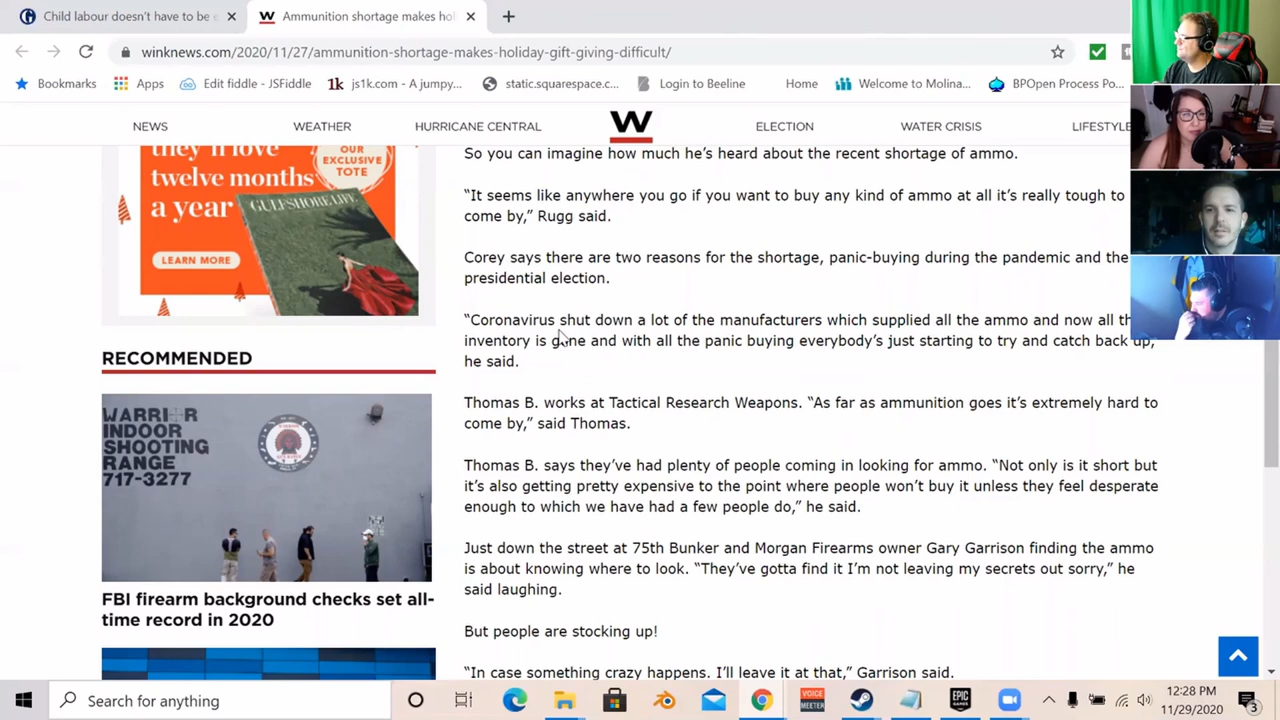 Child labour doesn't have to be
Ammunition shortage makes hol
winknews.com/2020/11/27/ammunition-shortage-makes-holiday-gift-giving-difficult/
Bookmarks Apps Edit fiddle - JSFiddle js1k.com - A jumpy... static.squarespace.c... Login to Beeline Home Welcome to Molina... BPOpen Process Po...
NEWS WEATHER HURRICANE CENTRAL W ELECTION WATER CRISIS LIFESTYLE
they'll love
twelve months
a year
OUR
EXCLUSIVE
TOTE
GULFSHORE LIFE
LEARN MORE
RECOMMENDED
WARRIOR
INDOOR
SHOOTING
RANGE
717-3277
FBI firearm background checks set all-
time record in 2020
So you can imagine how much he's heard about the recent shortage of ammo.
“It seems like anywhere you go if you want to buy any kind of ammo at all it's really tough to
come by,” Rugg said.
Corey says there are two reasons for the shortage, panic-buying during the pandemic and the
presidential election.
“Coronavirus shut down a lot of the manufacturers which supplied all the ammo and now all th
inventory is gone and with all the panic buying everybody's just starting to try and catch back up,
he said.
Thomas B. works at Tactical Research Weapons. “As far as ammunition goes it's extremely hard to
come by,” said Thomas.
Thomas B. says they've had plenty of people coming in looking for ammo. “Not only is it short but
it's also getting pretty expensive to the point where people won't buy it unless they feel desperate
enough to which we have had a few people do,” he said.
Just down the street at 75th Bunker and Morgan Firearms owner Gary Garrison finding the ammo
is about knowing where to look. “They've gotta find it I'm not leaving my secrets out sorry,” he
said laughing.
But people are stocking up!
“In case something crazy happens. I'll leave it at that,” Garrison said.
Search for anything
VOICE
MEETER
EPIC
GAMES
12:28 PM
11/29/2020
3